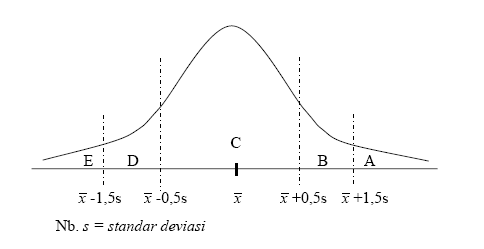 C
E D B A
x̅ -1,5s x̅ -0,5s x̅ x̅ +0,5s x̅ +1,5s
Nb. s = standar deviasi